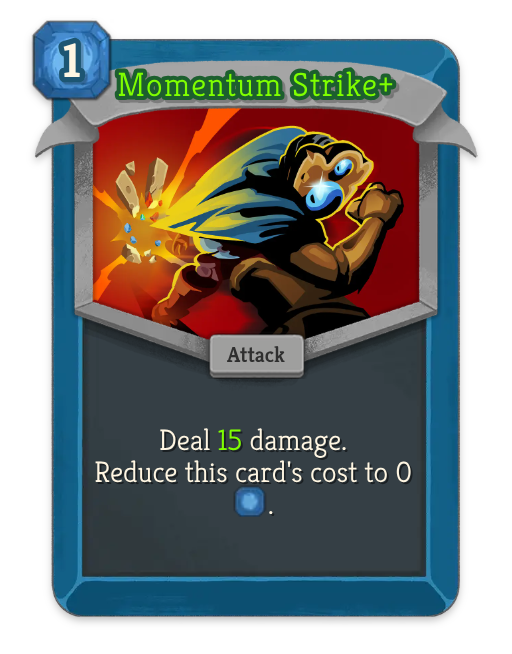 1
Momentum Strike+
Attack
Deal 15 damage.
Reduce this card's cost to 0
.